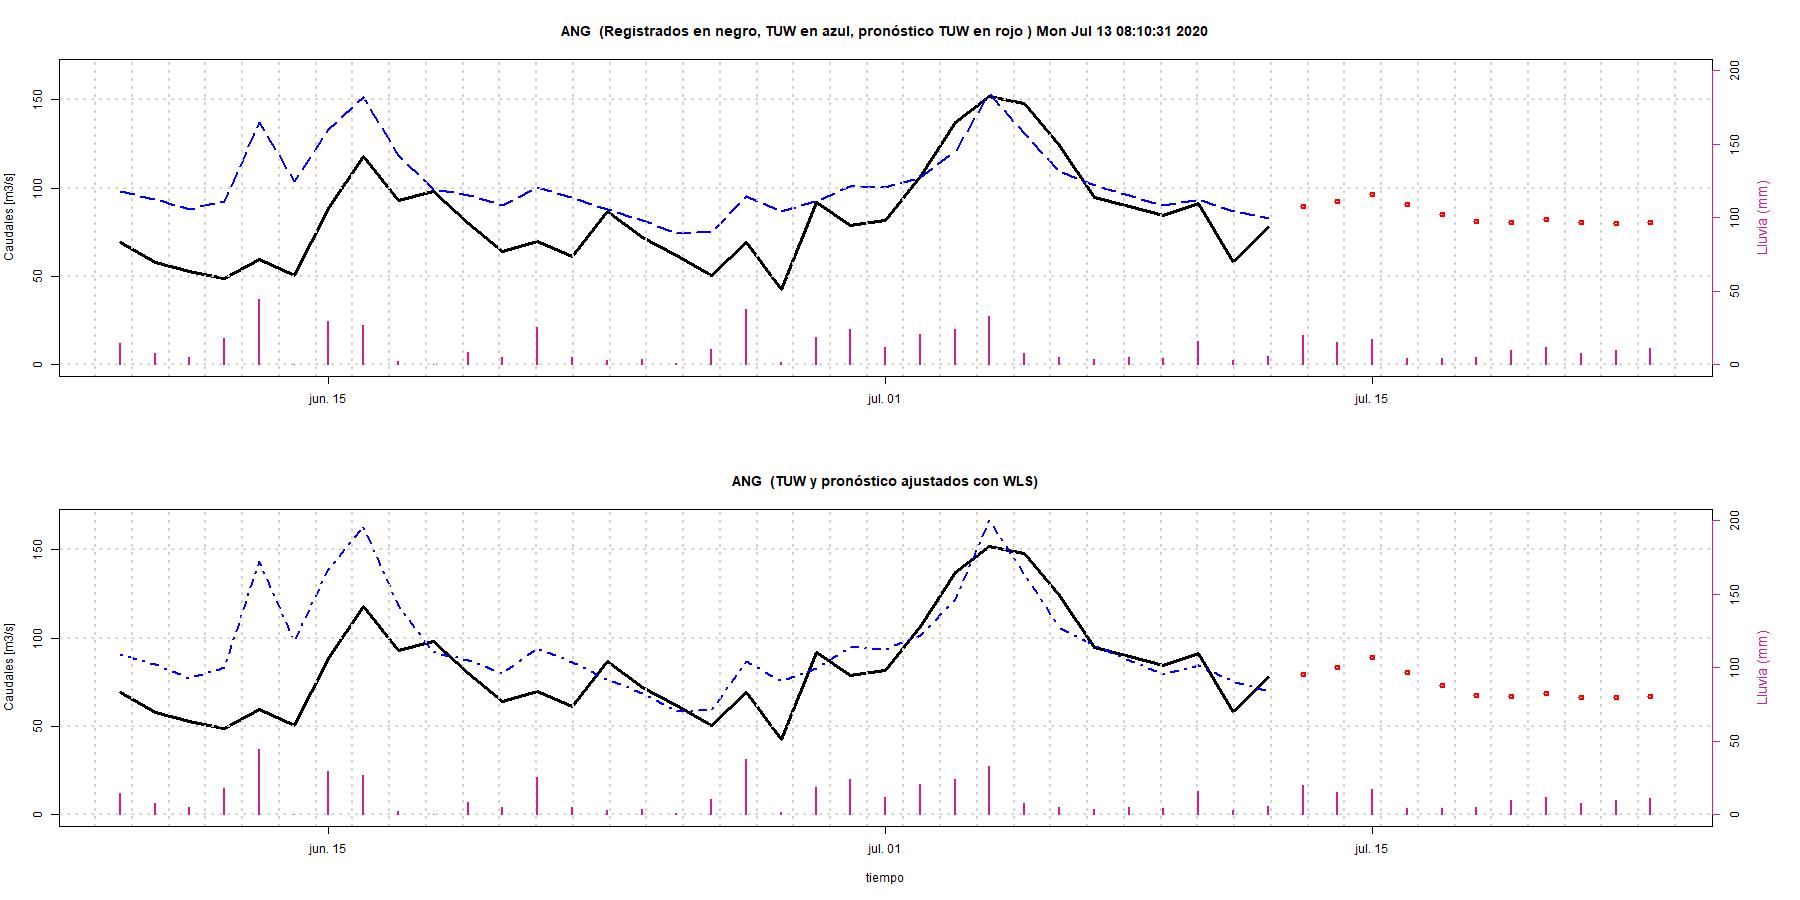 ANG  (Registrados en negro, TUW en azul, pronóstico TUW en rojo ) Mon Jul 13 08:10:31 2020
Caudales [m3/s]
0
50
100
150
Lluvia (mm)
0
50
100
150
200
jun. 15
jul. 01
jul. 15
ANG  (TUW y pronóstico ajustados con WLS)
Caudales [m3/s]
0
50
100
150
Lluvia (mm)
0
50
100
150
200
jun. 15
jul. 01
jul. 15
tiempo